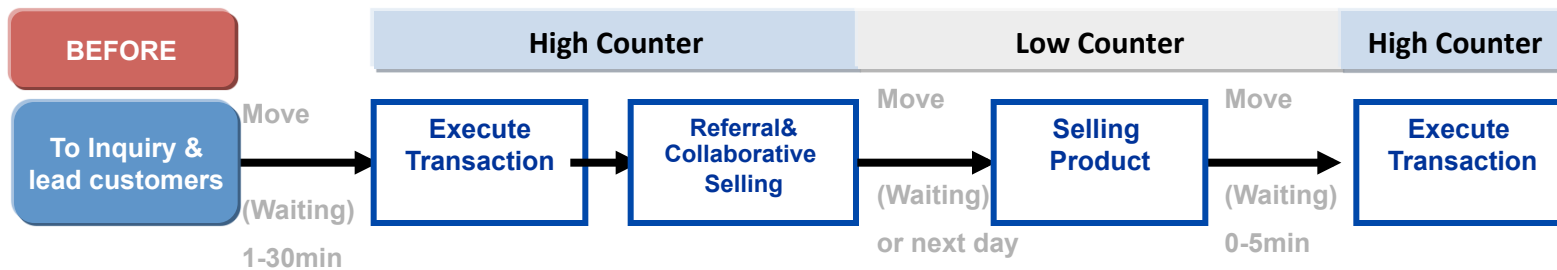 BEFORE
High Counter
Low Counter
High Counter
To Inquiry &
lead customers
Move
(Waiting)
1-30min
Execute
Transaction
Referral&
Collaborative
Selling
Move
(Waiting)
or next day
Selling
Product
Move
(Waiting)
0-5min
Execute
Transaction